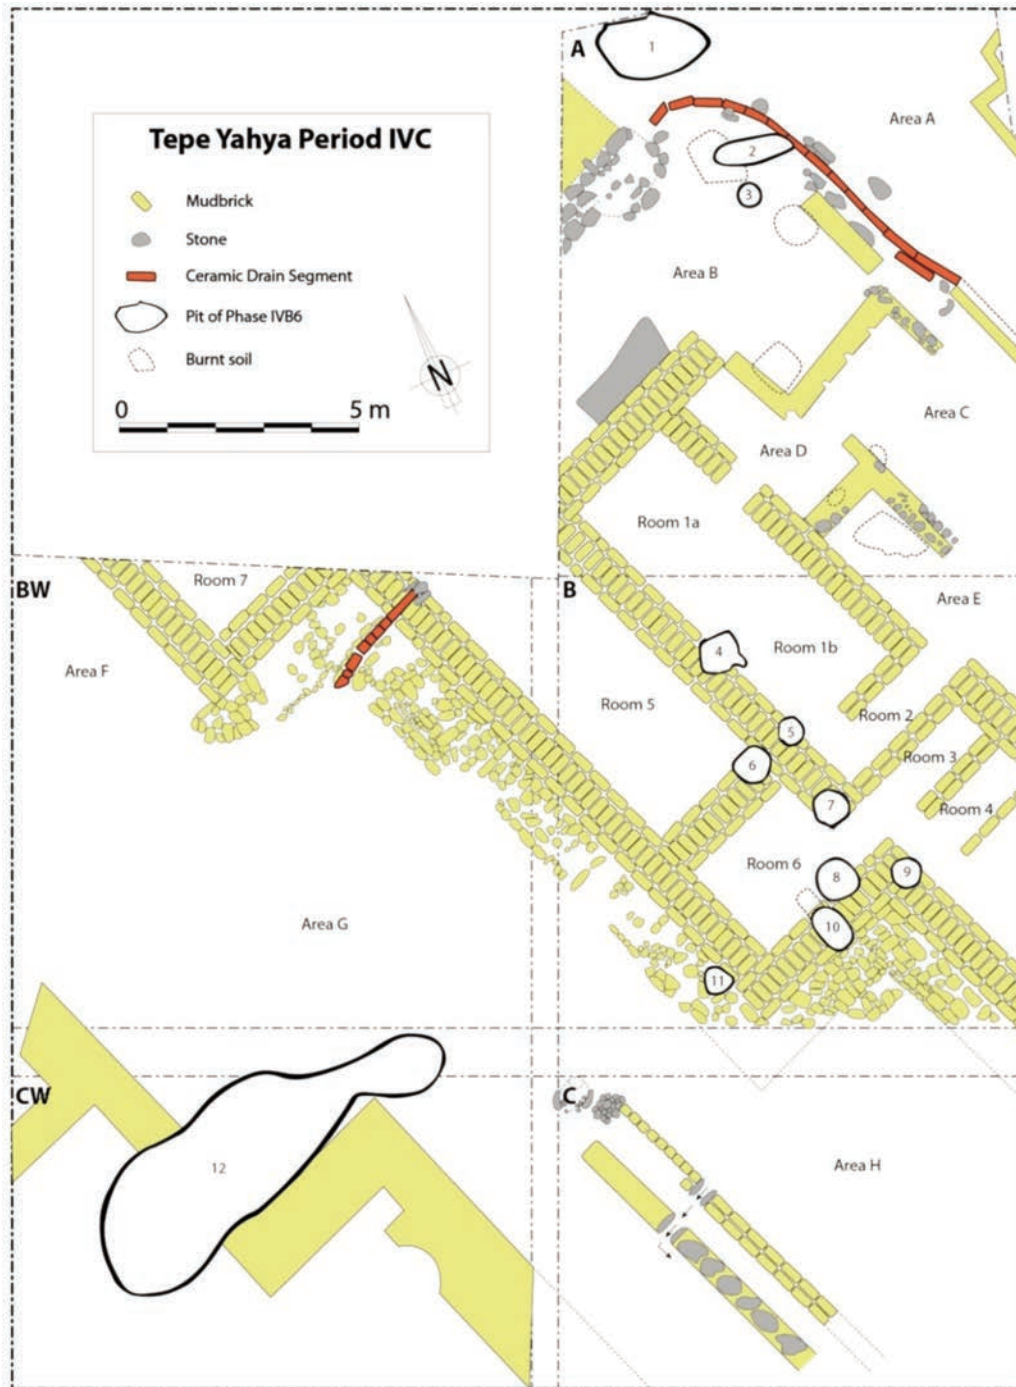 A
1
Area A
Tepe Yahya Period IVC
Mudbrick
Stone
Ceramic Drain Segment
Pit of Phase IVB6
Burnt soil
N
0 5 m
2
3
Area B
Area C
Area D
Room 1a
BW
Room 7
B
Area E
Area F
4
Room 1b
Room 5
Room 2
5
6
Room 3
7
Room 4
Room 6
8
9
10
Area G
11
CW
C
12
Area H